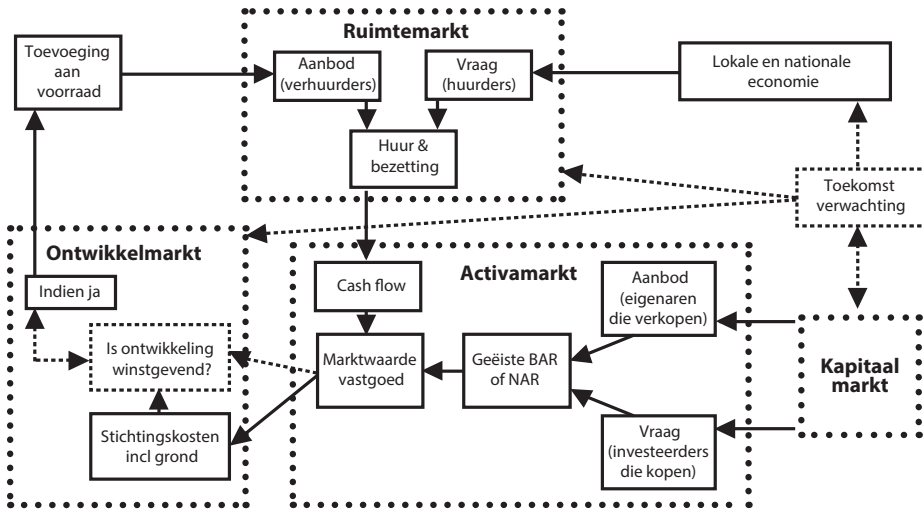 Ruimtemarkt
Toevoeging
aan
voorraad
Aanbod
(verhuurders)
Vraag
(huurders)
Lokale en nationale
economie
Huur &
bezetting
Toekomst
verwachting
Ontwikkelmarkt
Indien ja
Is ontwikkeling
winstgevend?
Stichtingskosten
incl grond
Activamarkt
Cash flow
Marktwaarde
vastgoed
Geëiste BAR
of NAR
Aanbod
(eigenaren
die verkopen)
Vraag
(investeerders
die kopen)
Kapitaal
markt